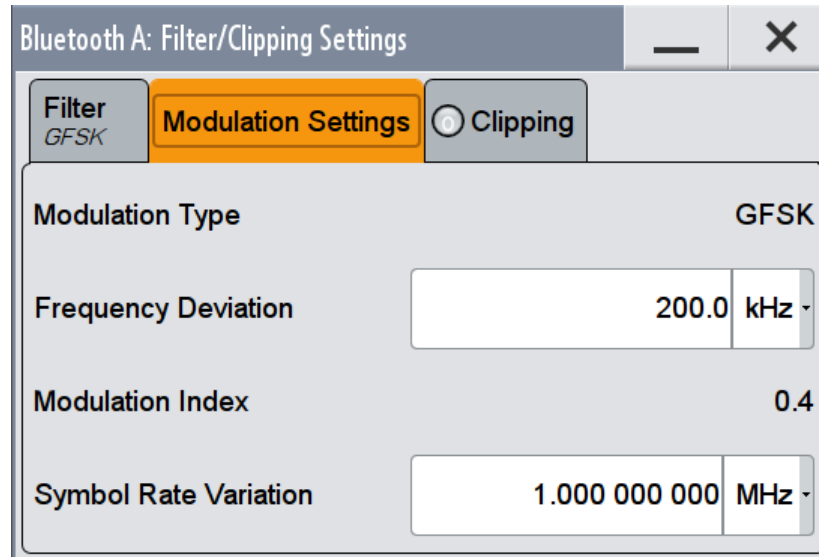 Bluetooth A: Filter/Clipping Settings
Filter
GFSK
Modulation Settings
0 Clipping
Modulation Type GFSK
Frequency Deviation 200.0 kHz
Modulation Index 0.4
Symbol Rate Variation 1.000 000 000 MHz